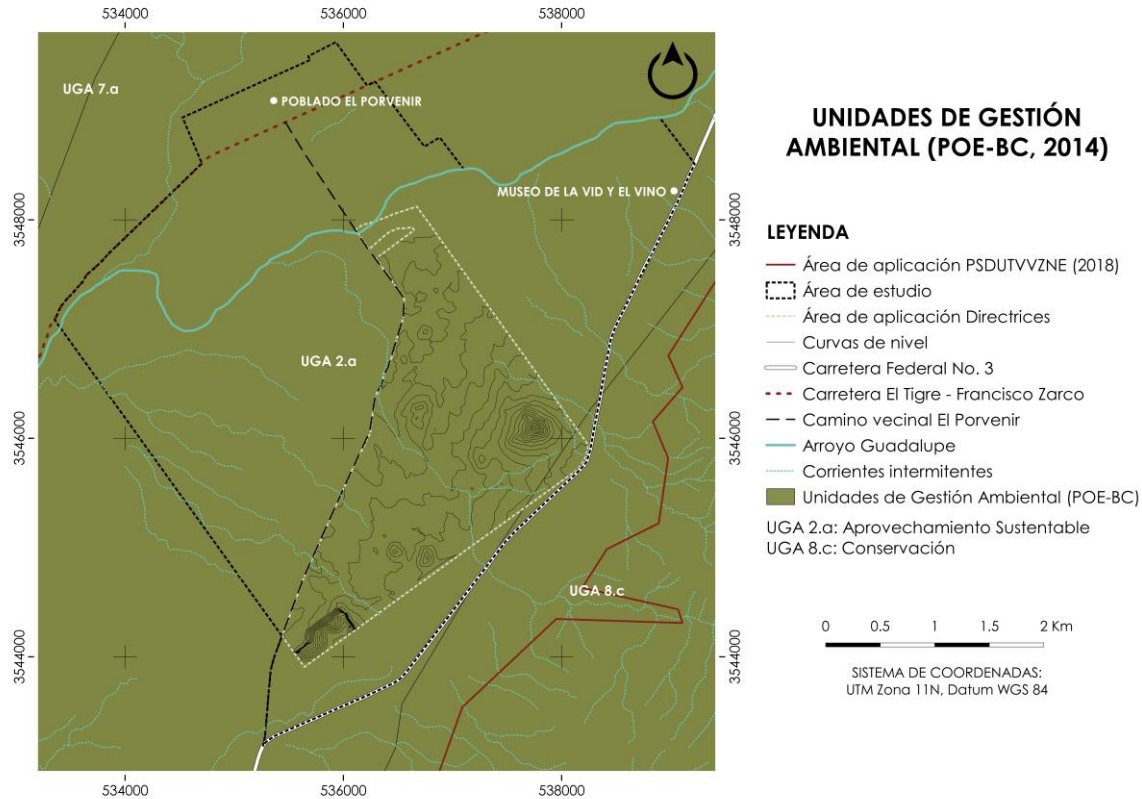 534000
536000
538000
UGA 7.a
POBLADO EL PORVENIR
MUSEO DE LA VID Y EL VINO
UGA 2.a
UGA 8.c
3548000
3546000
3544000
3548000
3546000
3544000
534000
536000
538000
UNIDADES DE GESTIÓN
AMBIENTAL (POE-BC, 2014)
LEYENDA
Área de aplicación PSDUTVVZNE (2018)
Área de estudio
Área de aplicación Directrices
Curvas de nivel
Carretera Federal No. 3
Carretera El Tigre - Francisco Zarco
Camino vecinal El Porvenir
Arroyo Guadalupe
Corrientes intermitentes
Unidades de Gestión Ambiental (POE-BC)
UGA 2.a: Aprovechamiento Sustentable
UGA 8.c: Conservación
0 0.5 1 1.5 2 Km
SISTEMA DE COORDENADAS:
UTM Zona 11N, Datum WGS 84